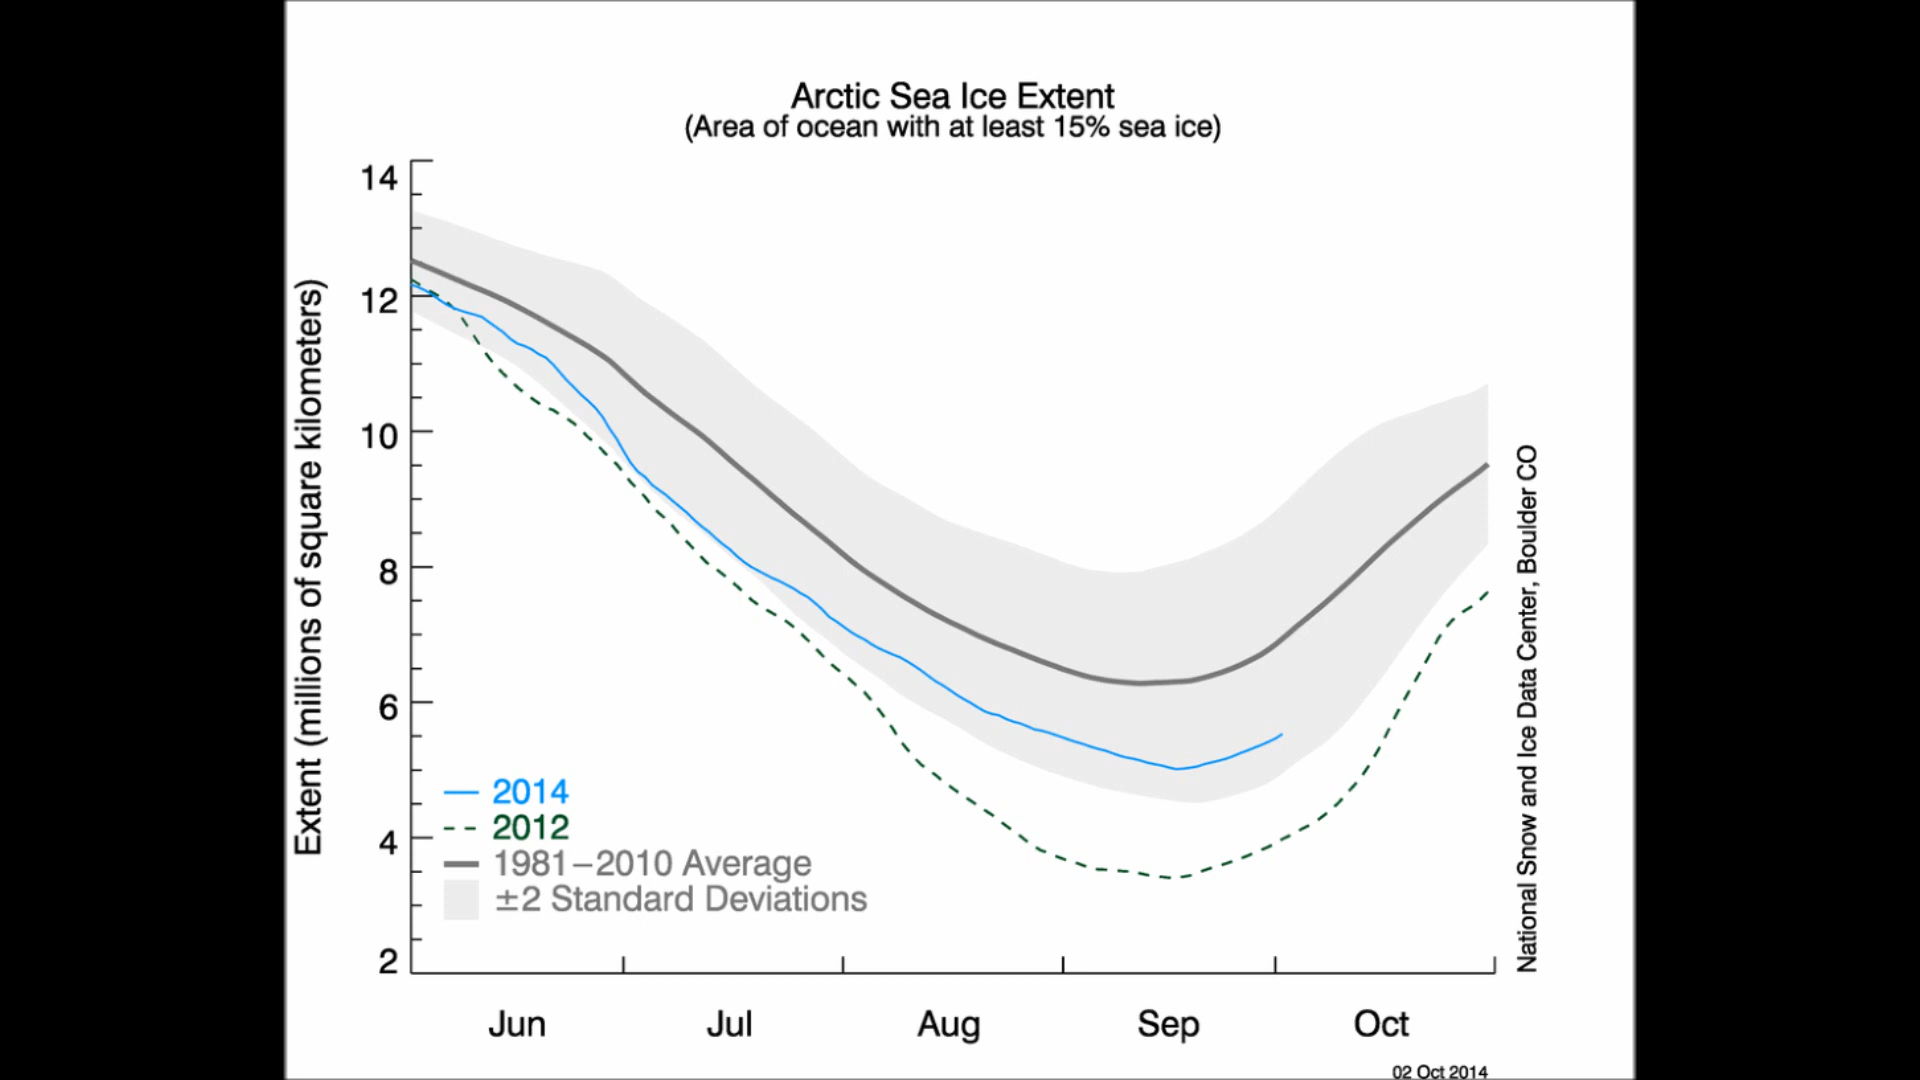 Arctic Sea Ice Extent
(Area of ocean with at least 15% sea ice)
14
12
10
8
6
4
2
Extent (millions of square kilometers)
2014
2012
1981−2010 Average
±2 Standard Deviations
National Snow and Ice Data Center, Boulder CO
Jun Jul Aug Sep Oct
02 Oct 2014